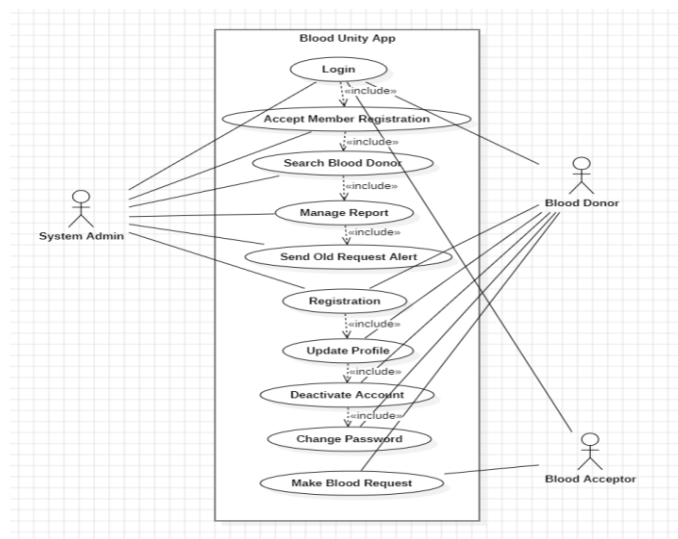 Blood Unity App
Login
«include»
Accept Member Registration
«include»
Search Blood Donor
«include»
Manage Report
«include»
Send Old Request Alert
Registration
«include»
Update Profile
«include»
Deactivate Account
«include»
Change Password
Make Blood Request
System Admin
Blood Donor
Blood Acceptor